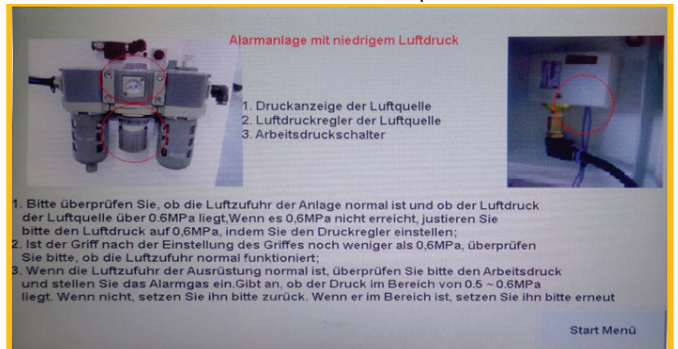 Alarmanlage mit niedrigem Luftdruck
1. Druckanzeige der Luftquelle
2. Luftdruckregler der Luftquelle
3. Arbeitsdruckschalter
1. Bitte überprüfen Sie, ob die Luftzufuhr der Anlage normal ist und ob der Luftdruck
der Luftquelle über 0.6MPa liegt,Wenn es 0,6MPa nicht erreicht, justieren Sie
bitte den Luftdruck auf 0,6MPa, indem Sie den Druckregler einstellen;
2. Ist der Griff nach der Einstellung des Griffes noch weniger als 0,6MPa, überprüfen
Sie bitte, ob die Luftzufuhr normal funktioniert;
3. Wenn die Luftzufuhr der Ausrüstung normal ist, überprüfen Sie bitte den Arbeitsdruck
und stellen Sie das Alarmgas ein.Gibt an, ob der Druck im Bereich von 0.5 ~ 0.6MPa
liegt. Wenn nicht, setzen Sie ihn bitte zurück. Wenn er im Bereich ist, setzen Sie ihn bitte erneut
Start Menü